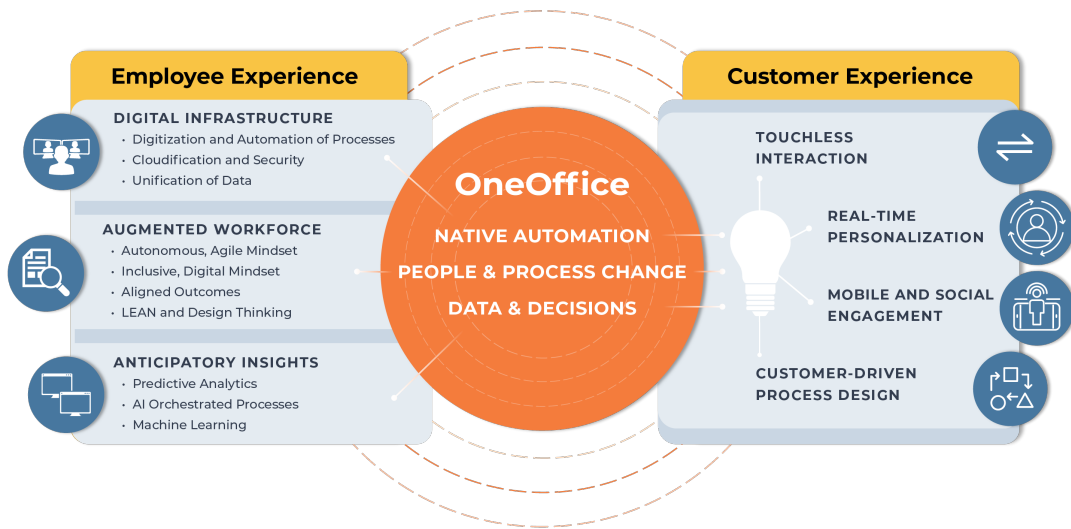 Employee Experience
DIGITAL INFRASTRUCTURE
• Digitization and Automation of Processes
• Cloudification and Security
• Unification of Data
AUGMENTED WORKFORCE
• Autonomous, Agile Mindset
• Inclusive, Digital Mindset
• Aligned Outcomes
• LEAN and Design Thinking
ANTICIPATORY INSIGHTS
• Predictive Analytics
• AI Orchestrated Processes
• Machine Learning
OneOffice
NATIVE AUTOMATION
PEOPLE & PROCESS CHANGE
DATA & DECISIONS
Customer Experience
TOUCHLESS
INTERACTION
REAL-TIME
PERSONALIZATION
MOBILE AND SOCIAL
ENGAGEMENT
CUSTOMER-DRIVEN
PROCESS DESIGN